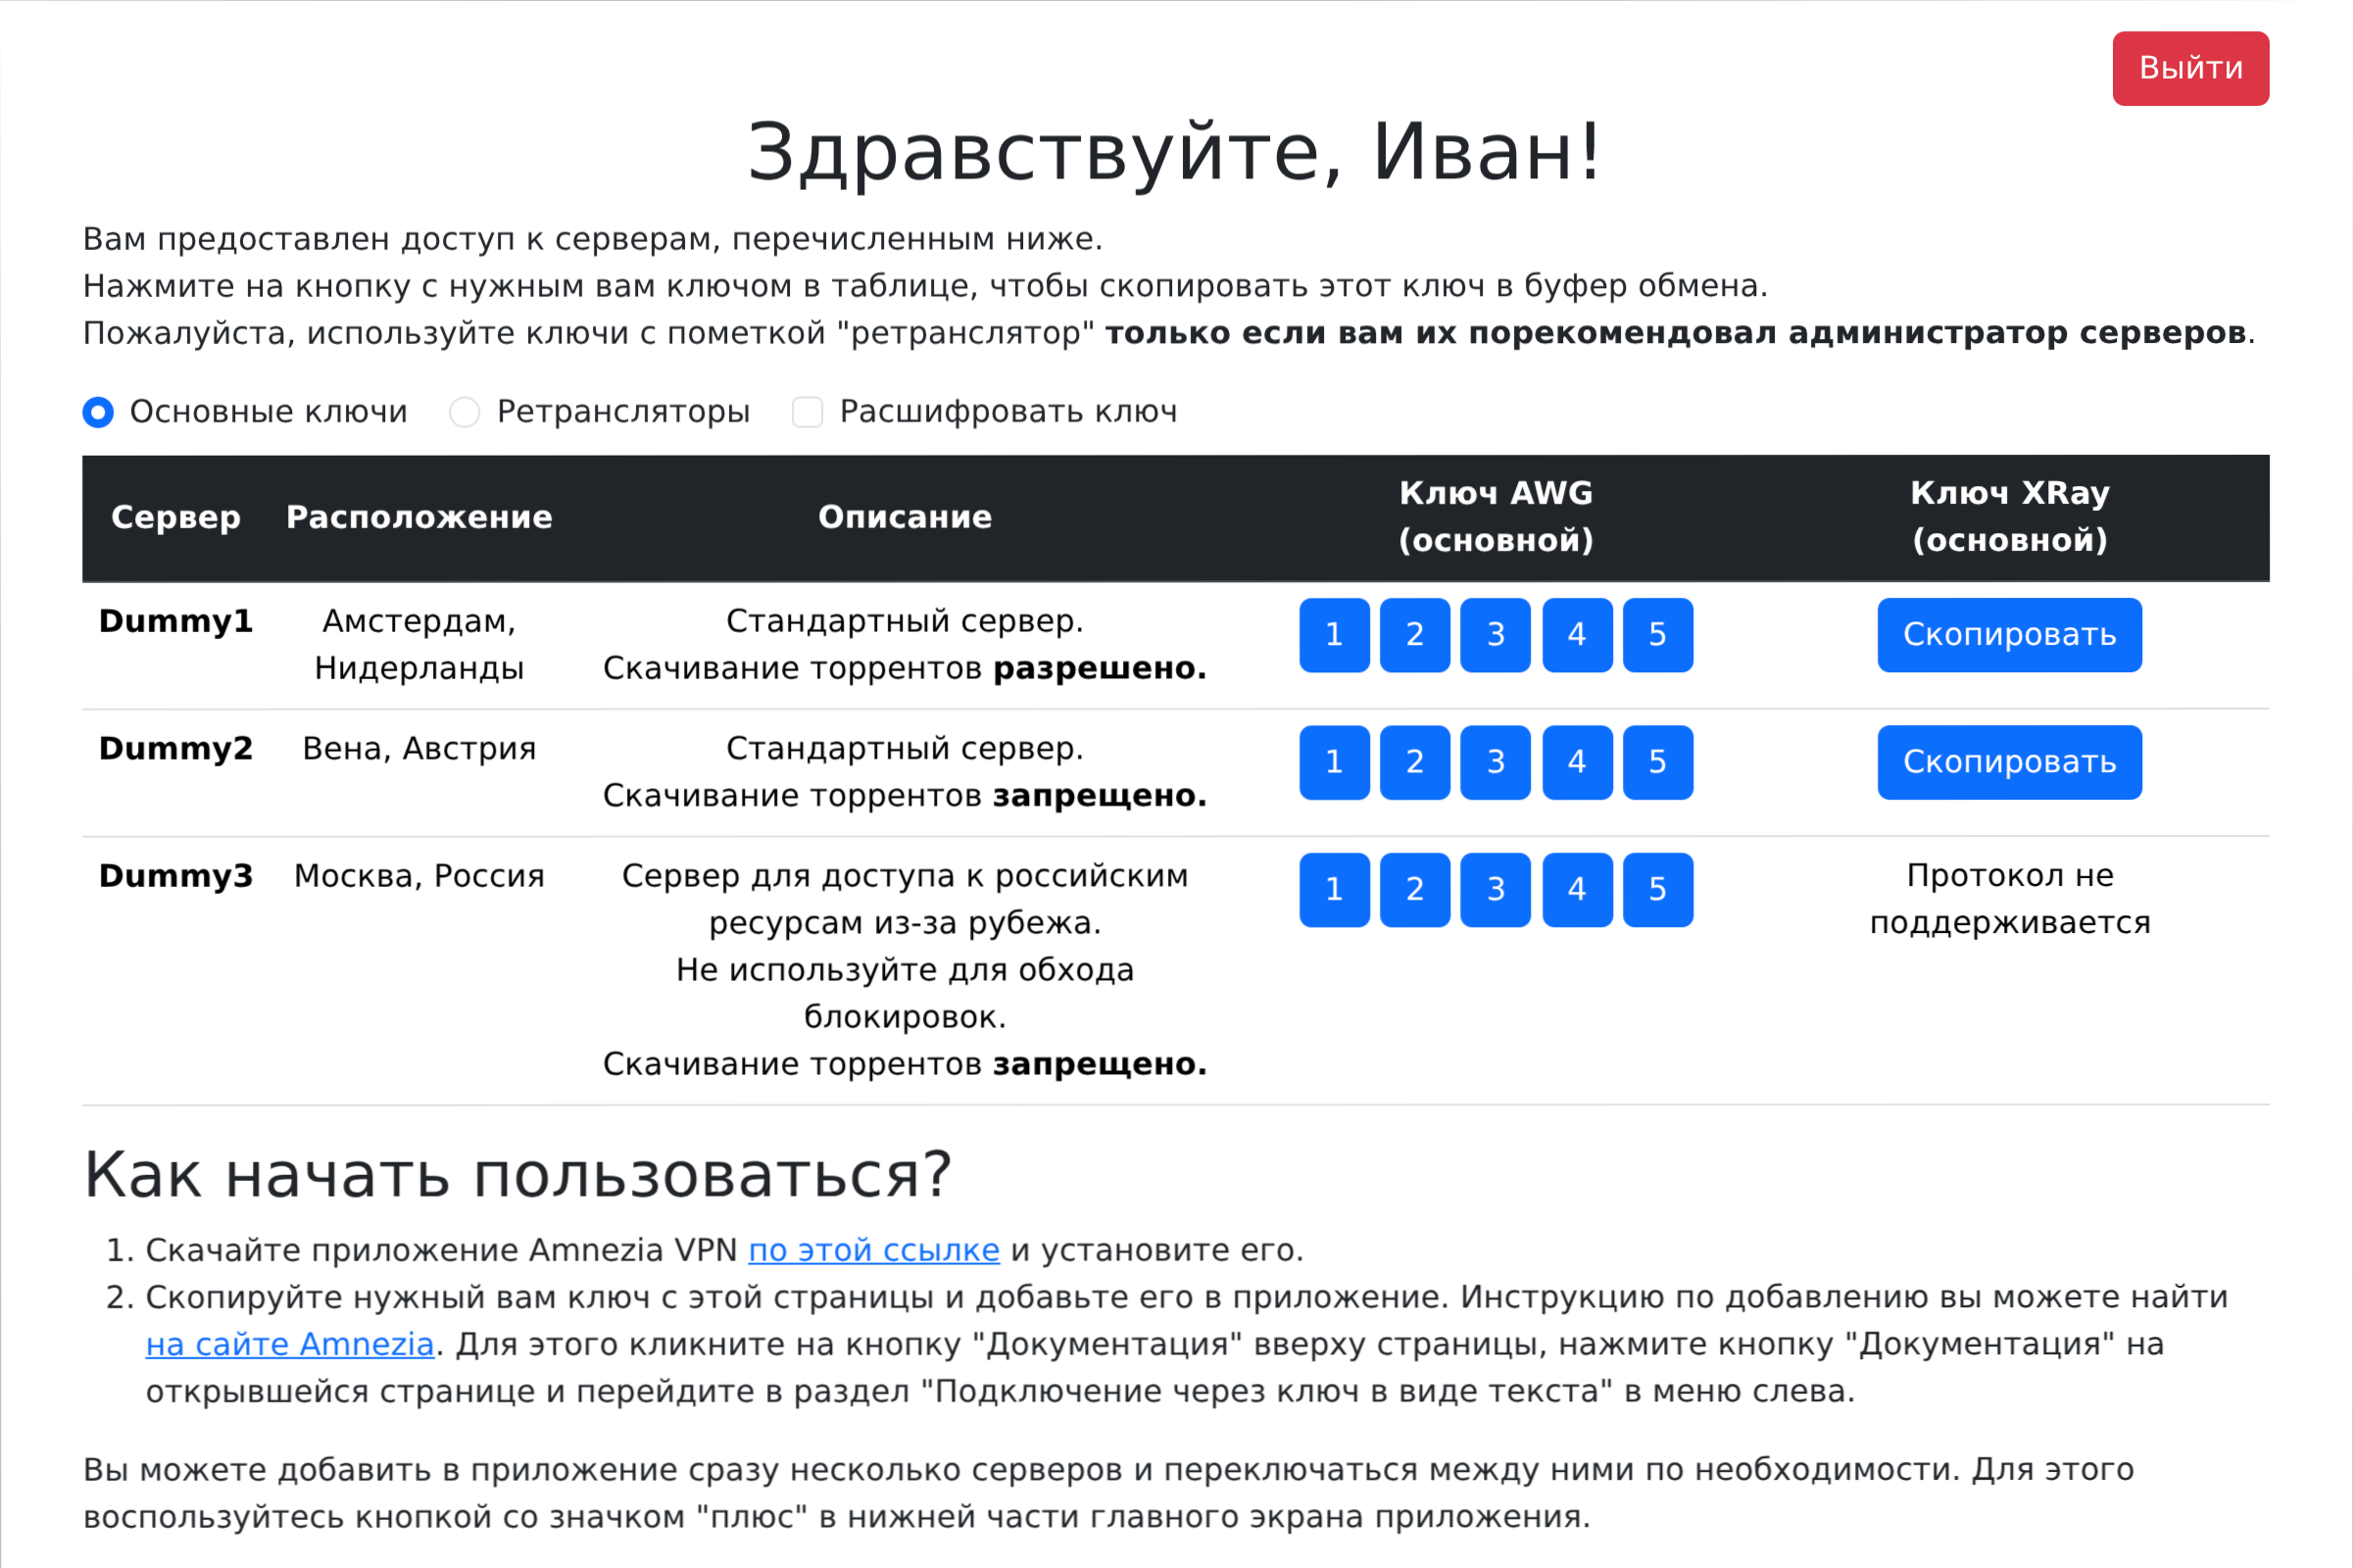 Выйти
Здравствуйте, Иван!
Вам предоставлен доступ к серверам, перечисленным ниже.
Нажмите на кнопку с нужным вам ключом в таблице, чтобы скопировать этот ключ в буфер обмена.
Пожалуйста, используйте ключи с пометкой "ретранслятор" только если вам их порекомендовал администратор серверов.
Основные ключи Ретрансляторы Расшифровать ключ
Сервер Расположение Описание Ключ AWG (основной) Ключ XRay (основной)
Dummy1 Амстердам, Стандартный сервер. 1 2 3 4 5 Скопировать
Нидерланды Скачивание торрентов разрешено.
Dummy2 Вена, Австрия Стандартный сервер. 1 2 3 4 5 Скопировать
Скачивание торрентов запрещено.
Dummy3 Москва, Россия Сервер для доступа к российским 1 2 3 4 5 Протокол не
ресурсам из-за рубежа. поддерживается
Не используйте для обхода
блокировок.
Скачивание торрентов запрещено.
Как начать пользоваться?
1. Скачайте приложение Amnezia VPN по этой ссылке и установите его.
2. Скопируйте нужный вам ключ с этой страницы и добавьте его в приложение. Инструкцию по добавлению вы можете найти
на сайте Amnezia. Для этого кликните на кнопку "Документация" вверху страницы, нажмите кнопку "Документация" на
открывшейся странице и перейдите в раздел "Подключение через ключ в виде текста" в меню слева.
Вы можете добавить в приложение сразу несколько серверов и переключаться между ними по необходимости. Для этого
воспользуйтесь кнопкой со значком "плюс" в нижней части главного экрана приложения.